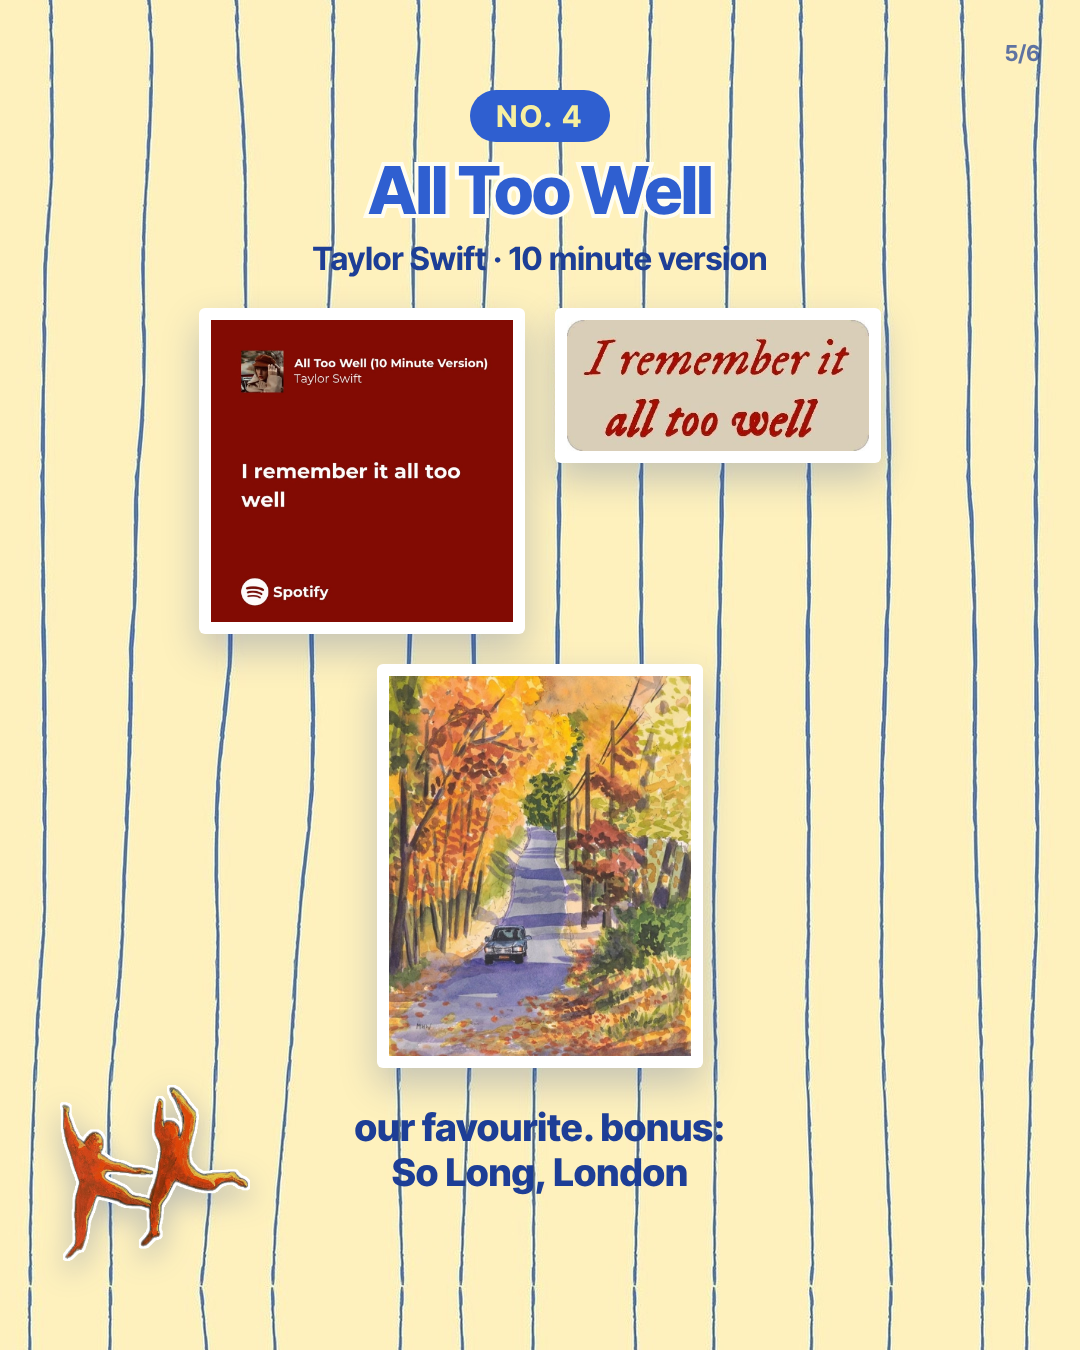 5/6
NO. 4
All Too Well
Taylor Swift · 10 minute version
All Too Well (10 Minute Version)
Taylor Swift
I remember it all too
well
Spotify
I remember it
all too well
our favourite. bonus:
So Long, London